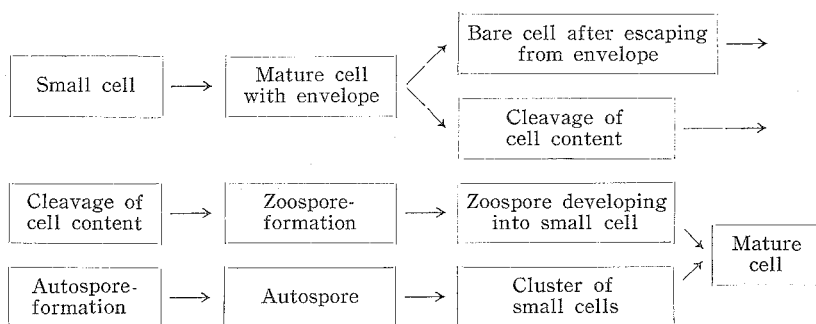 Small cell
Mature cell
with envelope
Bare cell after escaping
from envelope
Cleavage of
cell content
Cleavage of
cell content
Zoospore-
formation
Zoospore developing
into small cell
Mature
cell
Autospore-
formation
Autospore
Cluster of
small cells